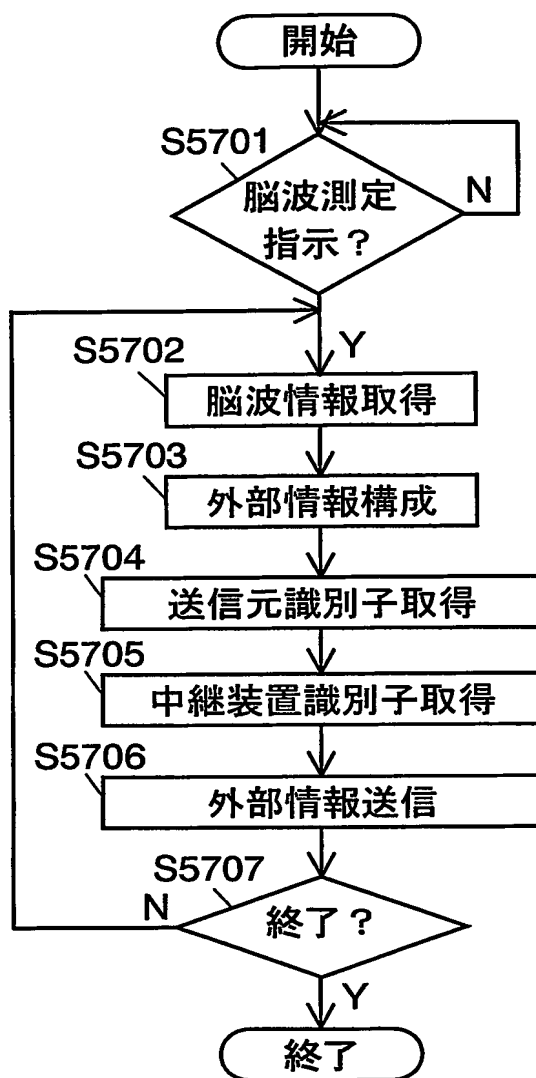 開始
S5701
脳波測定
指示？
N
Y
S5702
脳波情報取得
S5703
外部情報構成
S5704
送信元識別子取得
S5705
中継装置識別子取得
S5706
外部情報送信
S5707
N
終了？
Y
終了